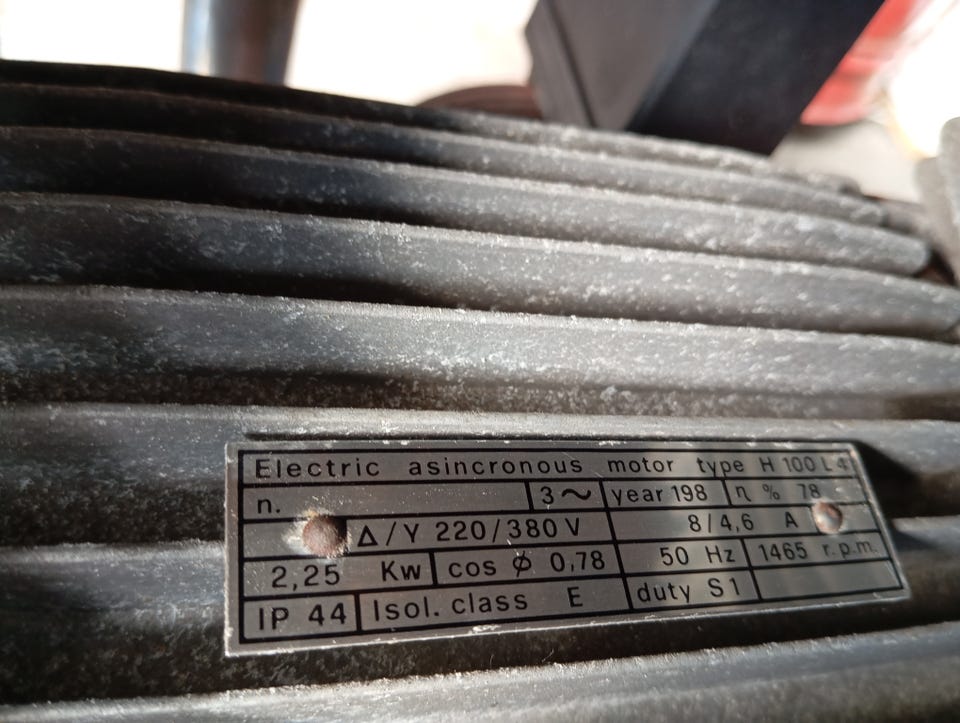 Electric asincronous motor type H 100 L 4
n. 3~ year 198 η % 78
Δ/Y 220/380 V 8/4,6 A
2,25 Kw cos ϕ 0,78 50 Hz 1465 r.p.m.
IP 44 Isol. class E duty S1